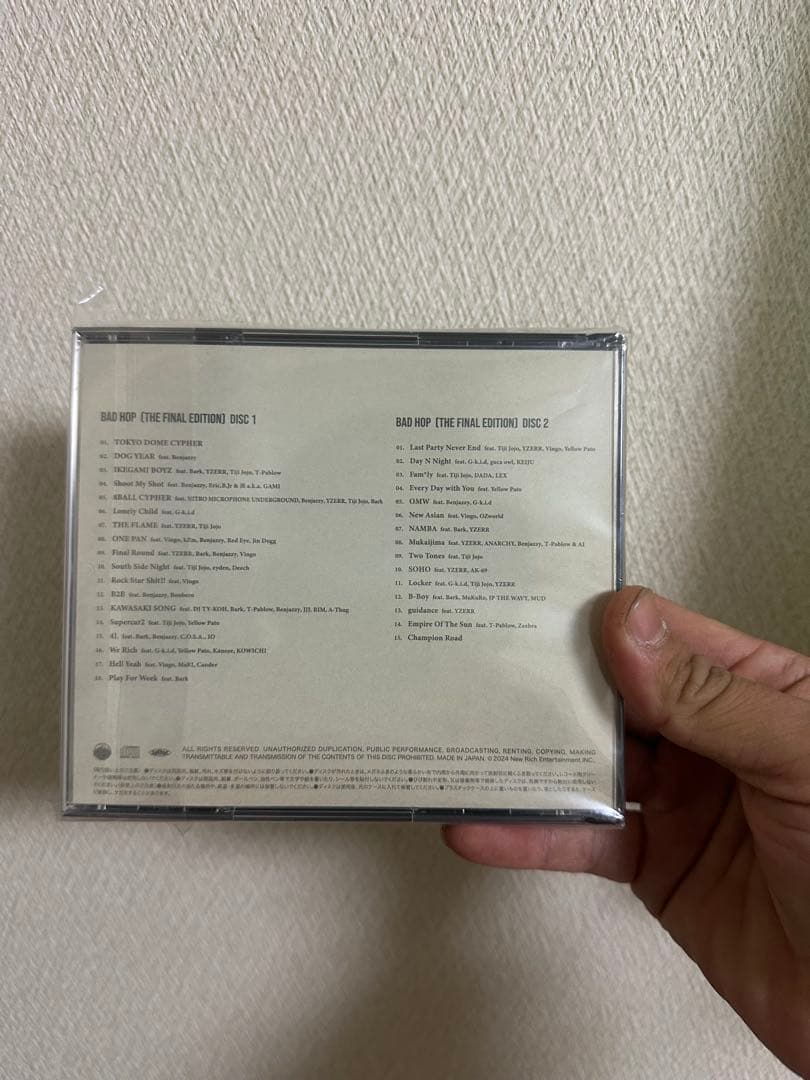 BAD HOP [THE FINAL EDITION] DISC 1
01. TOKYO DOME CYPHER
02. DOG YEAR feat. Benjazzy
03. IKEGAMI BOYZ feat. Bark, YZERR, Tiji Jojo, T-Pablow
04. Shoot My Shot feat. Benjazzy, Eric.B.Jr & 涙 a.k.a. GAMI
05. 8BALL CYPHER feat. NITRO MICROPHONE UNDERGROUND, Benjazzy, YZERR, Tiji Jojo, Bark
06. Lonely Child feat. G-k.i.d
07. THE FLAME feat. YZERR, Tiji Jojo
08. ONE PAN feat. Vingo, Red Eye, Jin Dogg
09. Final Round feat. YZERR, Bark, Benjazzy, Vingo
10. South Side Night feat. Tiji Jojo, eyden, Deech
11. Rock Star Shit!! feat. Vingo
12. B2B feat. Benjazzy, Bonbero
13. KAWASAKI SONG feat. DJ TY-KOH, Bark, T-Pablow, Benjazzy, JJJ, BIM, A-Thug
14. Supercar2 feat. Tiji Jojo, Yellow Pato
15. 4L feat. Bark, Benjazzy, C.O.S.A., IO
16. We Rich feat. G-k.i.d, Yellow Pato, Kaneee, KOWICHI
17. Hell Yeah feat. Vingo, MaRI, Cander
18. Play For Week feat. Bark
BAD HOP [THE FINAL EDITION] DISC 2
01. Last Party Never End feat. Tiji Jojo, YZERR, Vingo, Yellow Pato
02. Day N Night feat. G-k.i.d, guca owl, KEIJU
03. Fam*ly feat. Tiji Jojo, DADA, LEX
04. Every Day with You feat. Yellow Pato
05. OMW feat. Benjazzy, G-k.i.d
06. New Asian feat. Vingo, OZworld
07. NAMBA feat. Bark, YZERR
08. Mukaijima feat. YZERR, ANARCHY, Benjazzy, T-Pablow & AI
09. Two Tones feat. Tiji Jojo
10. SOHO feat. YZERR, AK-69
11. Locker feat. G-k.i.d, Tiji Jojo, YZERR
12. B-Boy feat. Bark, MuKuRo, JP THE WAVY, MUD
13. guidance feat. YZERR
14. Empire Of The Sun feat. T-Pablow, Zeebra
15. Champion Road
ALL RIGHTS RESERVED. UNAUTHORIZED DUPLICATION, PUBLIC PERFORMANCE, BROADCASTING, RENTING, COPYING, MAKING
TRANSMITTABLE AND TRANSMISSION OF THE CONTENTS OF THIS DISC PROHIBITED. MADE IN JAPAN. © 2024 New Rich Entertainment INC.